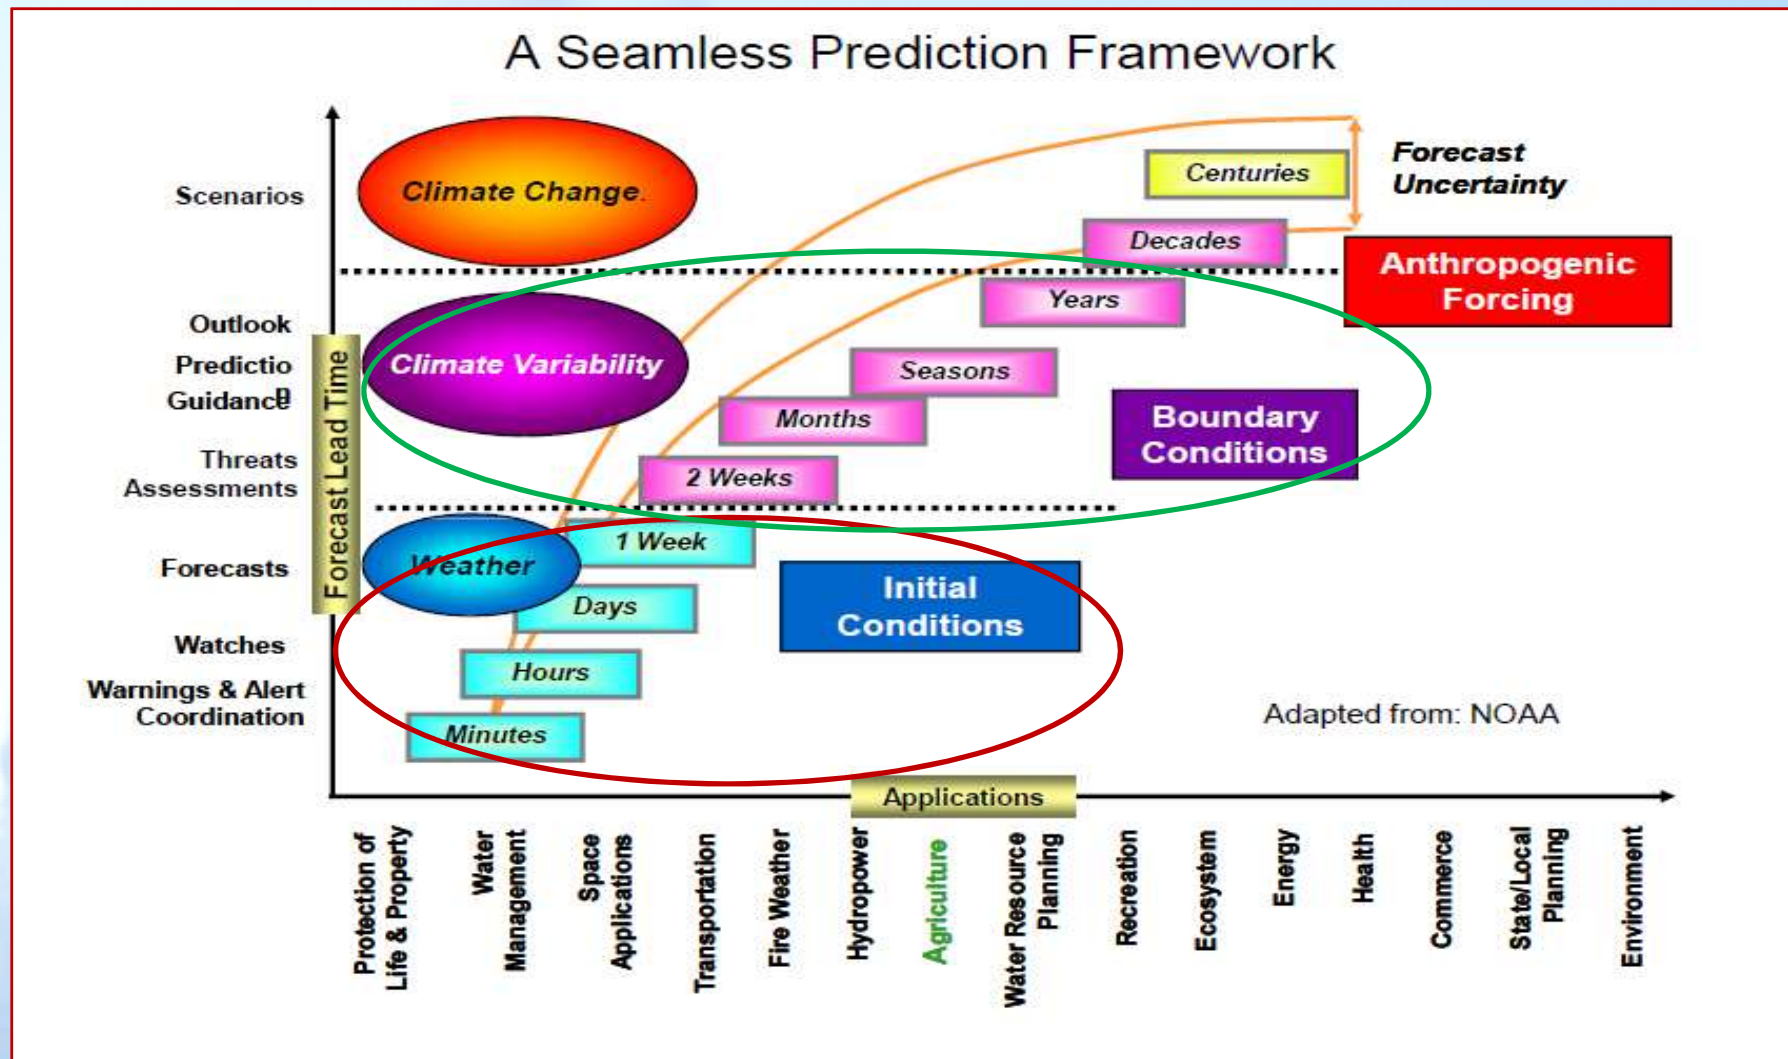 A Seamless Prediction Framework
Scenarios
Outlook
Predictio
n
Guidance
Threats
Assessments
Forecasts
Watches
Warnings & Alert
Coordination
Forecast Lead Time
Climate Change.
Climate Variability
Weather
Centuries
Decades
Years
Seasons
Months
2 Weeks
1 Week
Days
Hours
Minutes
Forecast
Uncertainty
Anthropogenic
Forcing
Boundary
Conditions
Initial
Conditions
Adapted from: NOAA
Applications
Protection of
Life & Property
Water
Management
Space
Applications
Transportation
Fire Weather
Hydropower
Agriculture
Water Resource
Planning
Recreation
Ecosystem
Energy
Health
Commerce
State/Local
Planning
Environment